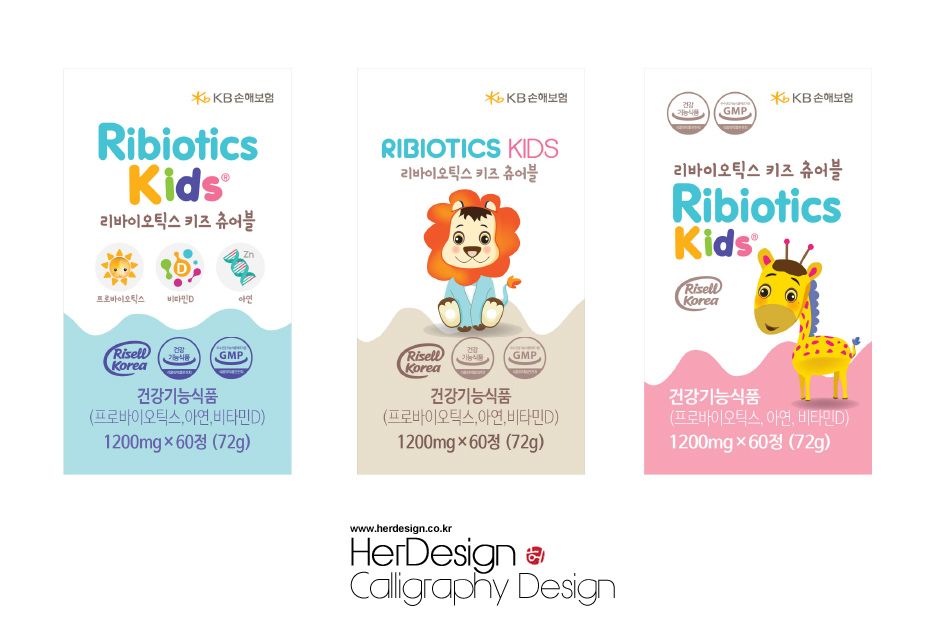 KB손해보험
Ribiotics
Kids®
리바이오틱스 키즈 츄어블
프로바이오틱스
비타민D
Zn
아연
Risell
Korea
건강
기능식품
GMP
건강기능식품
(프로바이오틱스,아연,비타민D)
1200mg×60정 (72g)
KB손해보험
RIBIOTICS KIDS
리바이오틱스 키즈 츄어블
Risell
Korea
건강
기능식품
GMP
건강기능식품
(프로바이오틱스,아연,비타민D)
1200mg×60정 (72g)
건강
기능식품
GMP
KB손해보험
리바이오틱스 키즈 츄어블
Ribiotics
Kids®
Risell
Korea
건강기능식품
(프로바이오틱스, 아연, 비타민D)
1200mg×60정 (72g)
www.herdesign.co.kr
HerDesign
Calligraphy Design